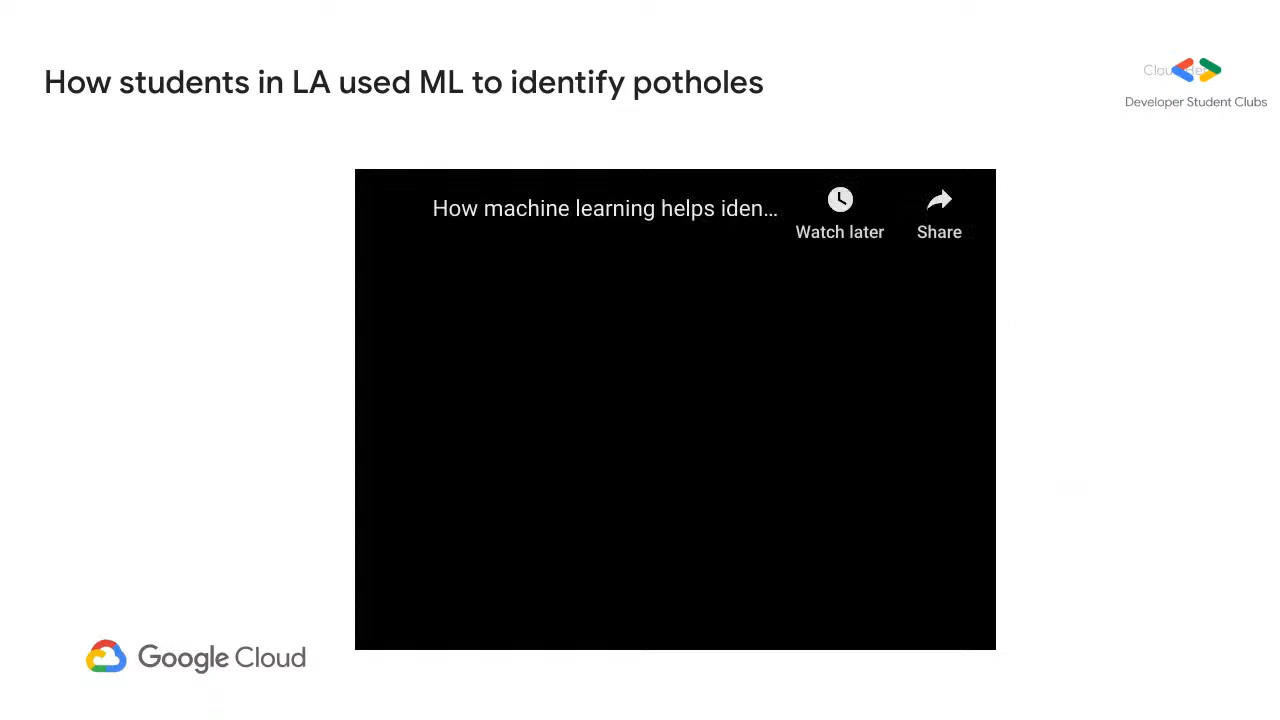 How students in LA used ML to identify potholes
Developer Student Clubs
How machine learning helps iden...
Watch later
Share
Google Cloud